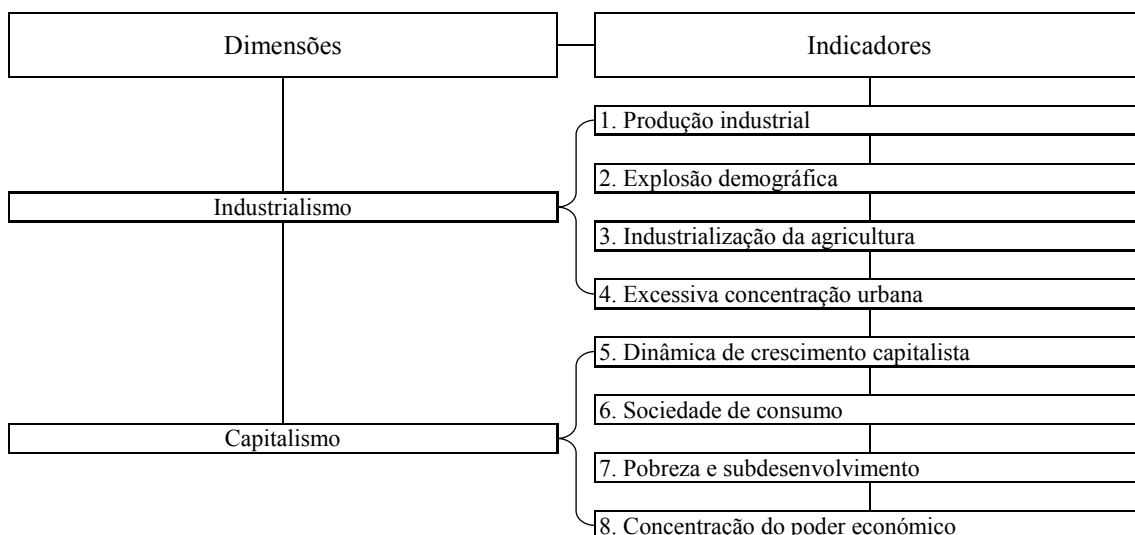 Dimensões
Indicadores
1. Produção industrial
2. Explosão demográfica
Industrialismo
3. Industrialização da agricultura
4. Excessiva concentração urbana
5. Dinâmica de crescimento capitalista
6. Sociedade de consumo
Capitalismo
7. Pobreza e subdesenvolvimento
8. Concentração do poder económico